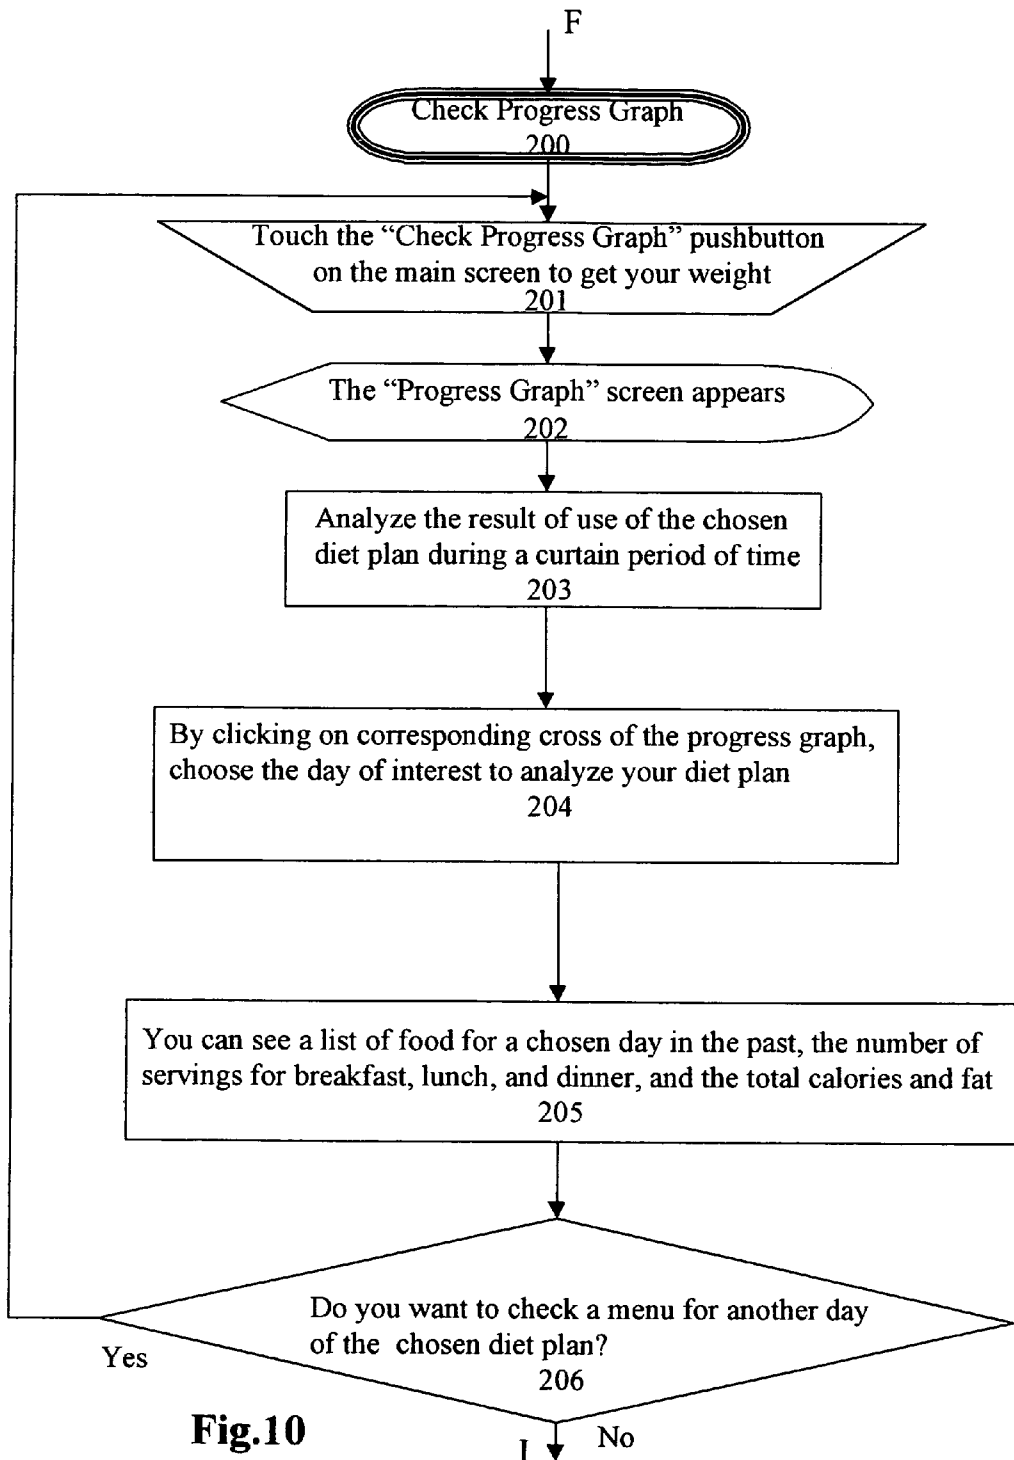 F
Check Progress Graph
200
Touch the “Check Progress Graph” pushbutton
on the main screen to get your weight
201
The “Progress Graph” screen appears
202
Analyze the result of use of the chosen
diet plan during a curtain period of time
203
By clicking on corresponding cross of the progress graph,
choose the day of interest to analyze your diet plan
204
You can see a list of food for a chosen day in the past, the number of
servings for breakfast, lunch, and dinner, and the total calories and fat
205
Do you want to check a menu for another day
of the chosen diet plan?
206
Yes
No
Fig.10